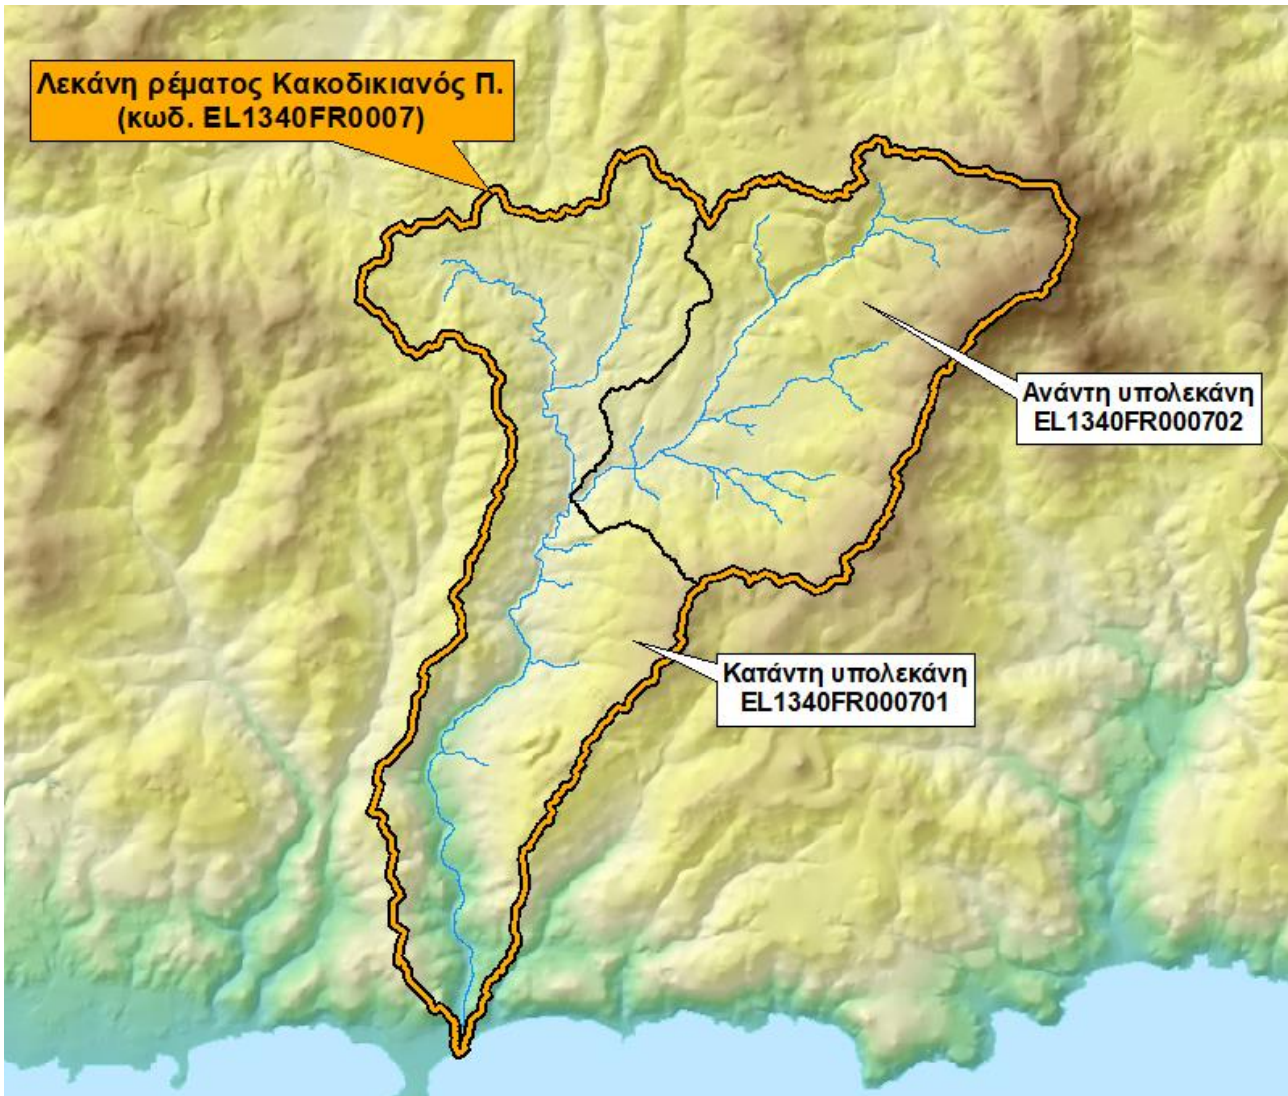 Λεκάνη ρέματος Κακοδικιανός Π.
(κωδ. EL1340FR0007)
Ανάντη υπολεκάνη
EL1340FR000702
Κατάντη υπολεκάνη
EL1340FR000701